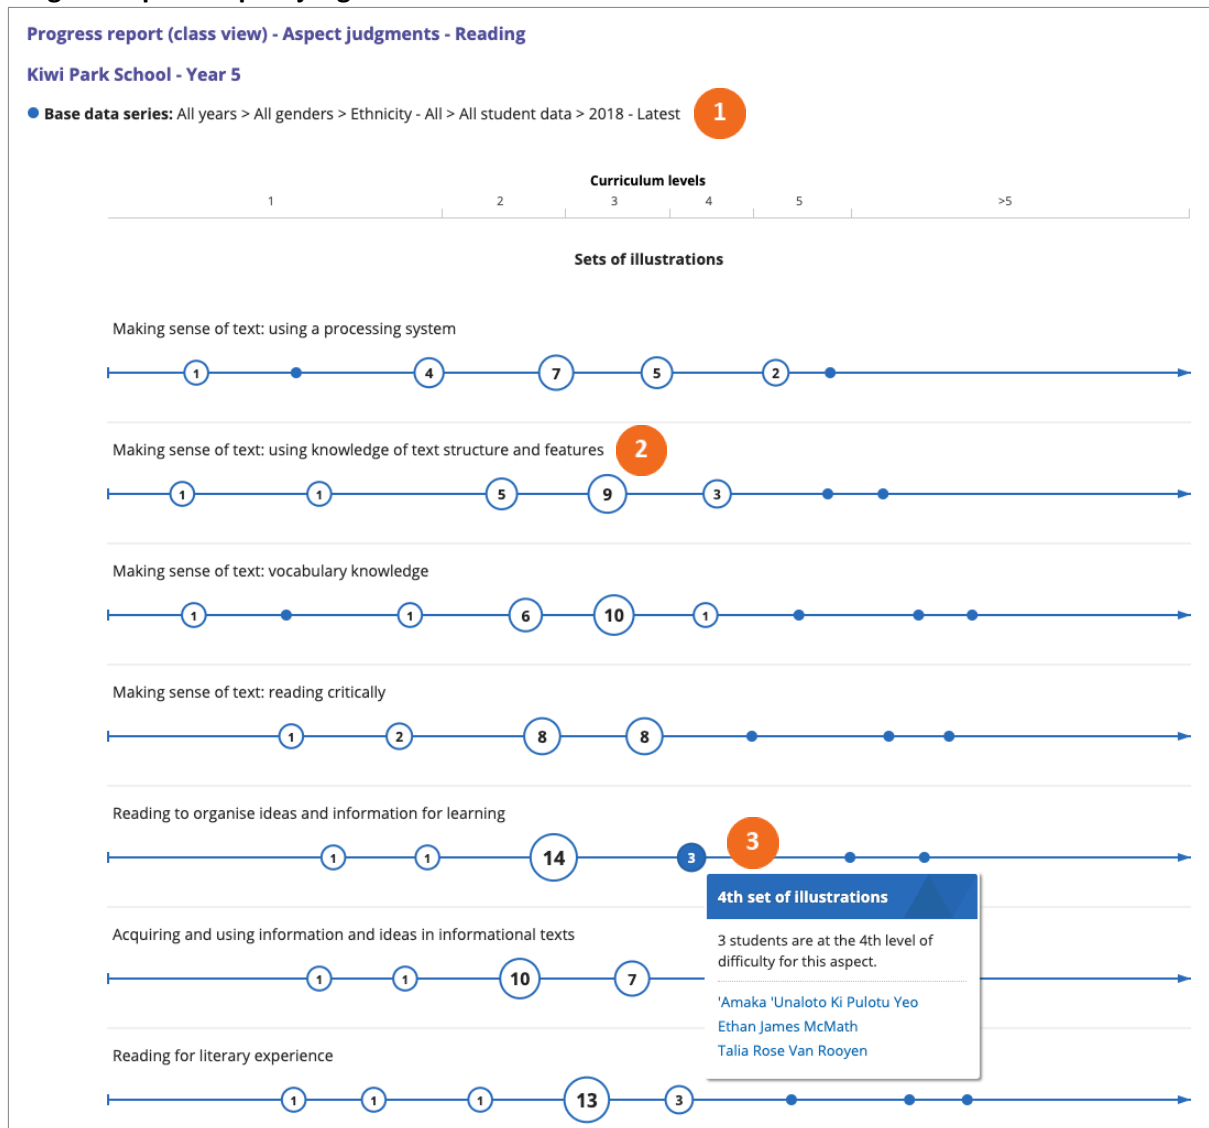 Progress report (class view) - Aspect judgments - Reading
Kiwi Park School - Year 5
Base data series: All years > All genders > Ethnicity - All > All student data > 2018 - Latest
1
Curriculum levels
1 2 3 4 5 >5
Sets of illustrations
Making sense of text: using a processing system
1 4 7 5 2
Making sense of text: using knowledge of text structure and features
2
1 1 5 9 3
Making sense of text: vocabulary knowledge
1 1 6 10 1
Making sense of text: reading critically
1 2 8 8
Reading to organise ideas and information for learning
3
1 1 14 3
4th set of illustrations
3 students are at the 4th level of
difficulty for this aspect.
'Amaka 'Unaloto Ki Pulotu Yeo
Ethan James McMath
Talia Rose Van Rooyen
Acquiring and using information and ideas in informational texts
1 1 10 7
Reading for literary experience
1 1 1 13 3